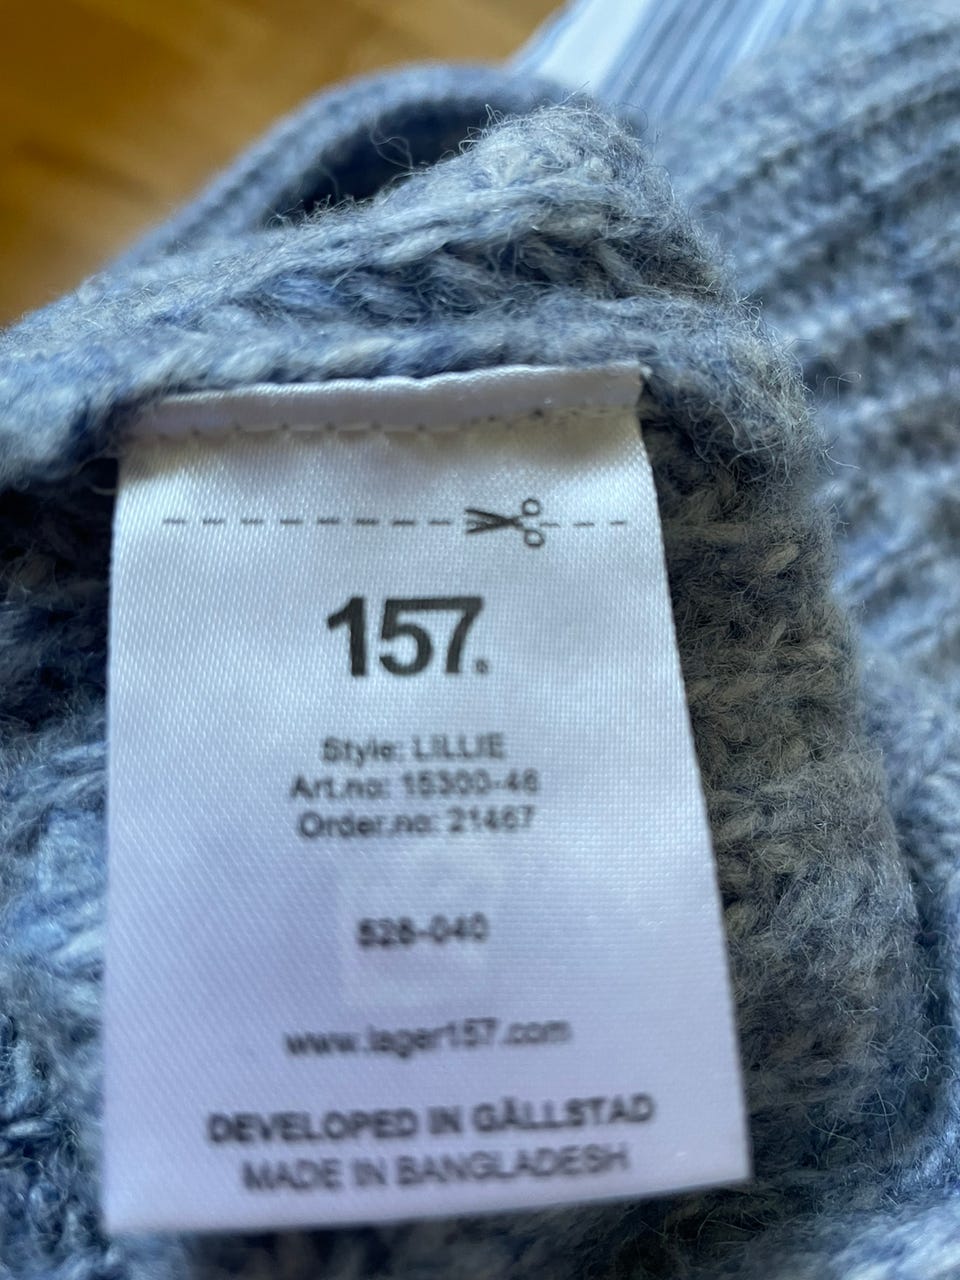 157.
Style: LILLIE
Art.no: 15300-46
Order.no: 21467
528-040
www.lager157.com
DEVELOPED IN GÄLLSTAD
MADE IN BANGLADESH